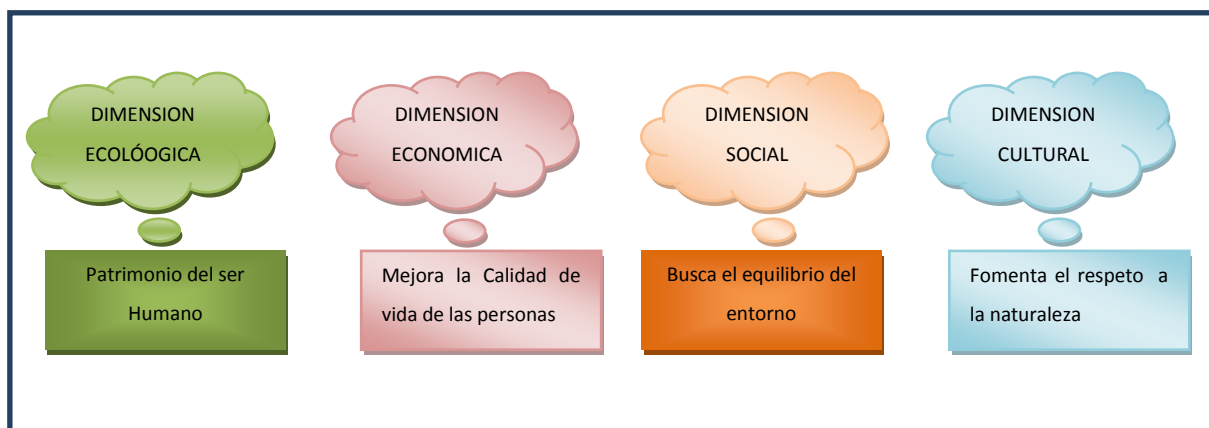 DIMENSION
ECOLÓOGICA
Patrimonio del ser
Humano
DIMENSION
ECONOMICA
Mejora la Calidad de
vida de las personas
DIMENSION
SOCIAL
Busca el equilibrio del
entorno
DIMENSION
CULTURAL
Fomenta el respeto a
la naturaleza